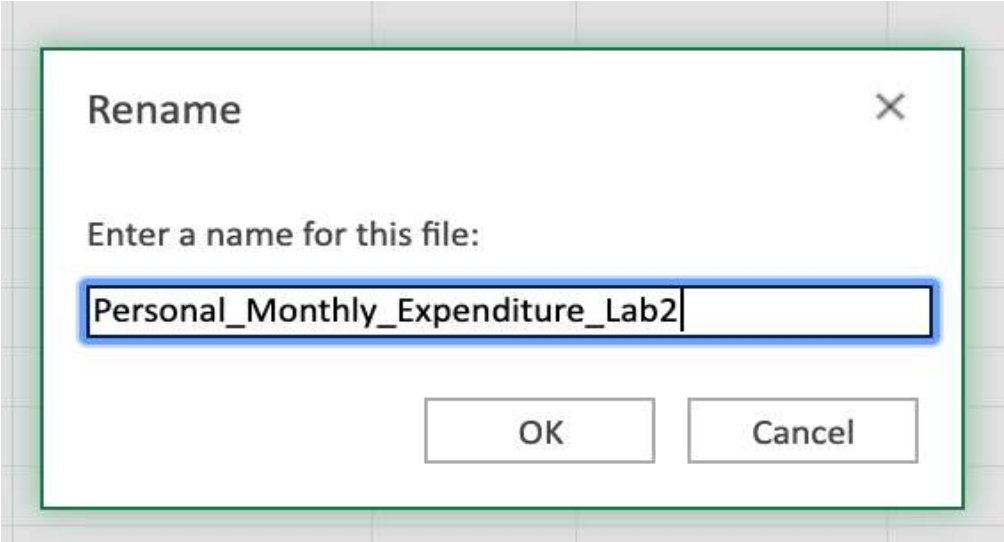 Rename
Enter a name for this file:
Personal_Monthly_Expenditure_Lab2
OK
Cancel